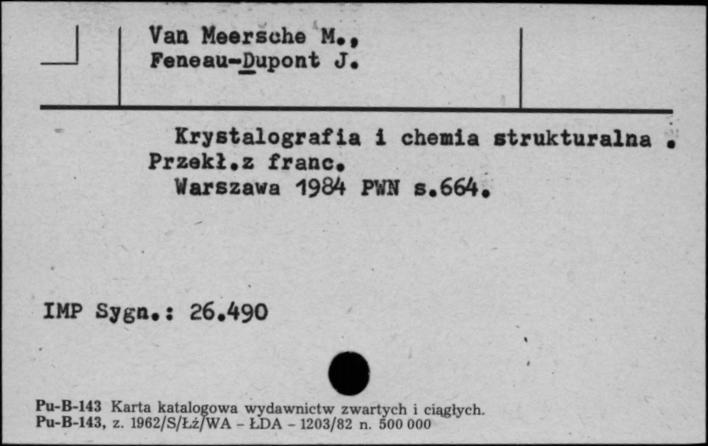 Van Meersche M.,
Feneau-Dupont J.
Krystalografia i chemia strukturalna .
Przekł.z franc.
Warszawa 1984 PWN s.664.
IMP Sygn.: 26.490
Pu-B-143 Karta katalogowa wydawnictw zwartych i ciągłych.
Pu-B-143, z. 1962/S/Łż/WA - ŁDA - 1203/82 n. 500 000